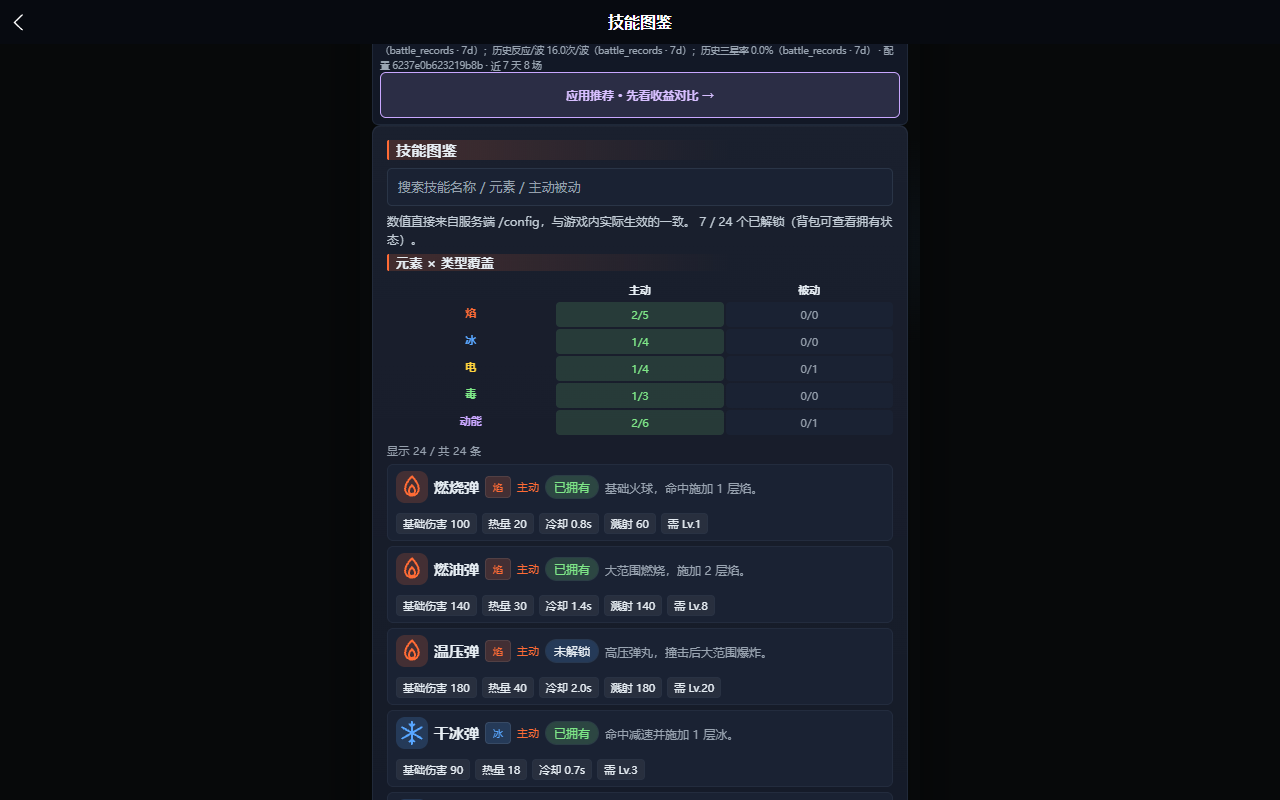 技能图鉴
（battle_records · 7d）；历史反应/波 16.0次/波（battle_records · 7d）；历史三星率 0.0%（battle_records · 7d） · 配
置 6237e0b623219b8b · 近 7 天 8 场
应用推荐 • 先看收益对比 →
技能图鉴
搜索技能名称 / 元素 / 主动被动
数值直接来自服务端 /config，与游戏内实际生效的一致。 7 / 24 个已解锁（背包可查看拥有状
态）。
元素 × 类型覆盖
主动 被动
焰 2/5 0/0
冰 1/4 0/0
电 1/4 0/1
毒 1/3 0/0
动能 2/6 0/1
显示 24 / 共 24 条
燃烧弹 焰 主动 已拥有 基础火球，命中施加 1 层焰。
基础伤害 100 热量 20 冷却 0.8s 溅射 60 需 Lv.1
燃油弹 焰 主动 已拥有 大范围燃烧，施加 2 层焰。
基础伤害 140 热量 30 冷却 1.4s 溅射 140 需 Lv.8
温压弹 焰 主动 未解锁 高压弹丸，撞击后大范围爆炸。
基础伤害 180 热量 40 冷却 2.0s 溅射 180 需 Lv.20
干冰弹 冰 主动 已拥有 命中减速并施加 1 层冰。
基础伤害 90 热量 18 冷却 0.7s 需 Lv.3